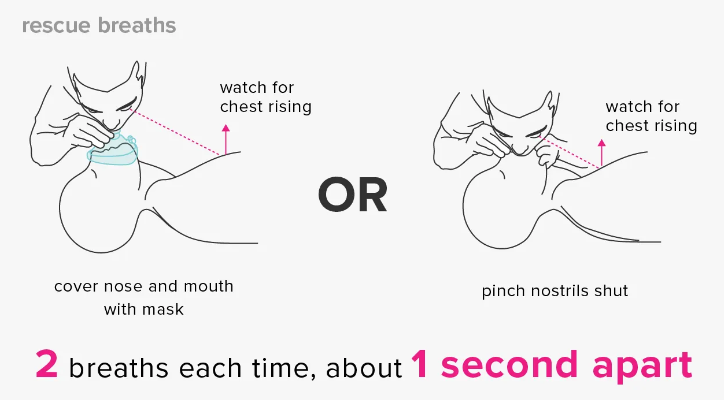 rescue breaths
watch for
chest rising
watch for
chest rising
OR
cover nose and mouth
with mask
pinch nostrils shut
2 breaths each time, about 1 second apart